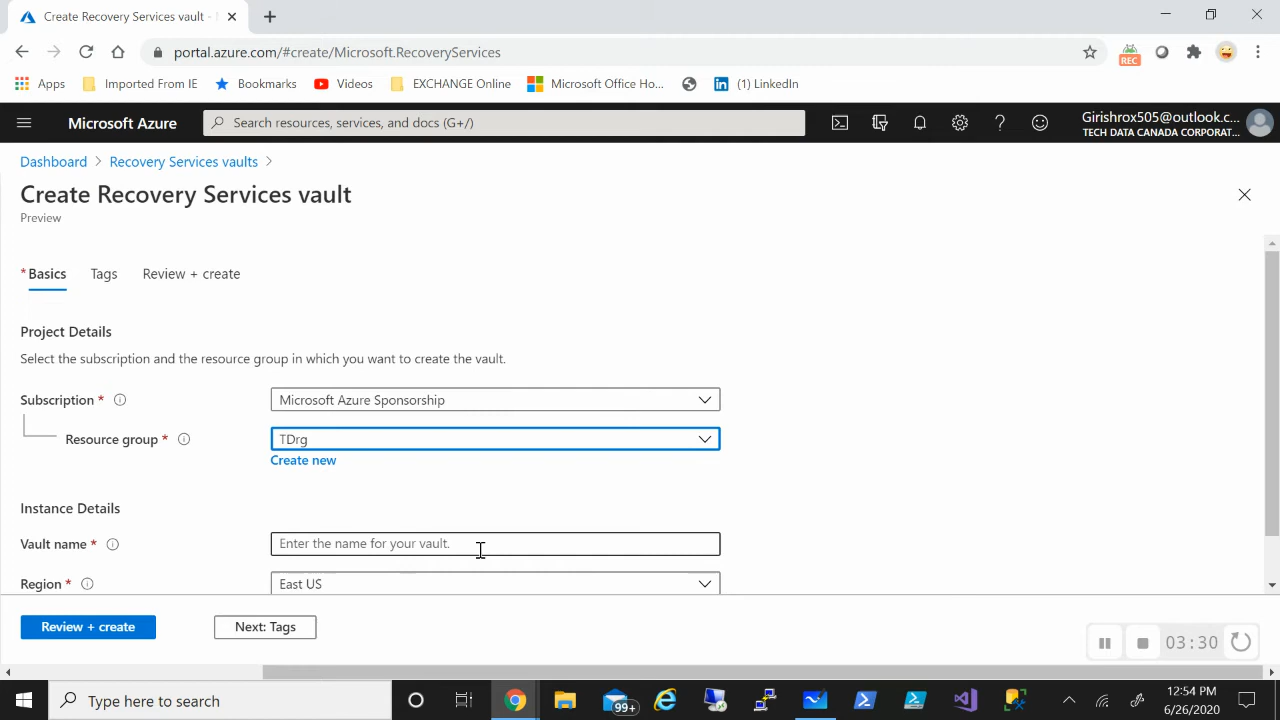 Create Recovery Services vault -
portal.azure.com/#create/Microsoft.RecoveryServices
REC
Apps Imported From IE Bookmarks Videos EXCHANGE Online Microsoft Office Ho... (1) LinkedIn
Microsoft Azure Search resources, services, and docs (G+/) Girishrox505@outlook.c...
TECH DATA CANADA CORPORAT...
Dashboard > Recovery Services vaults >
Create Recovery Services vault
Preview
* Basics Tags Review + create
Project Details
Select the subscription and the resource group in which you want to create the vault.
Subscription * Microsoft Azure Sponsorship
Resource group * TDrg
Create new
Instance Details
Vault name * Enter the name for your vault.
Region * East US
Review + create Next: Tags
03:30
Type here to search 99+ 12:54 PM
6/26/2020